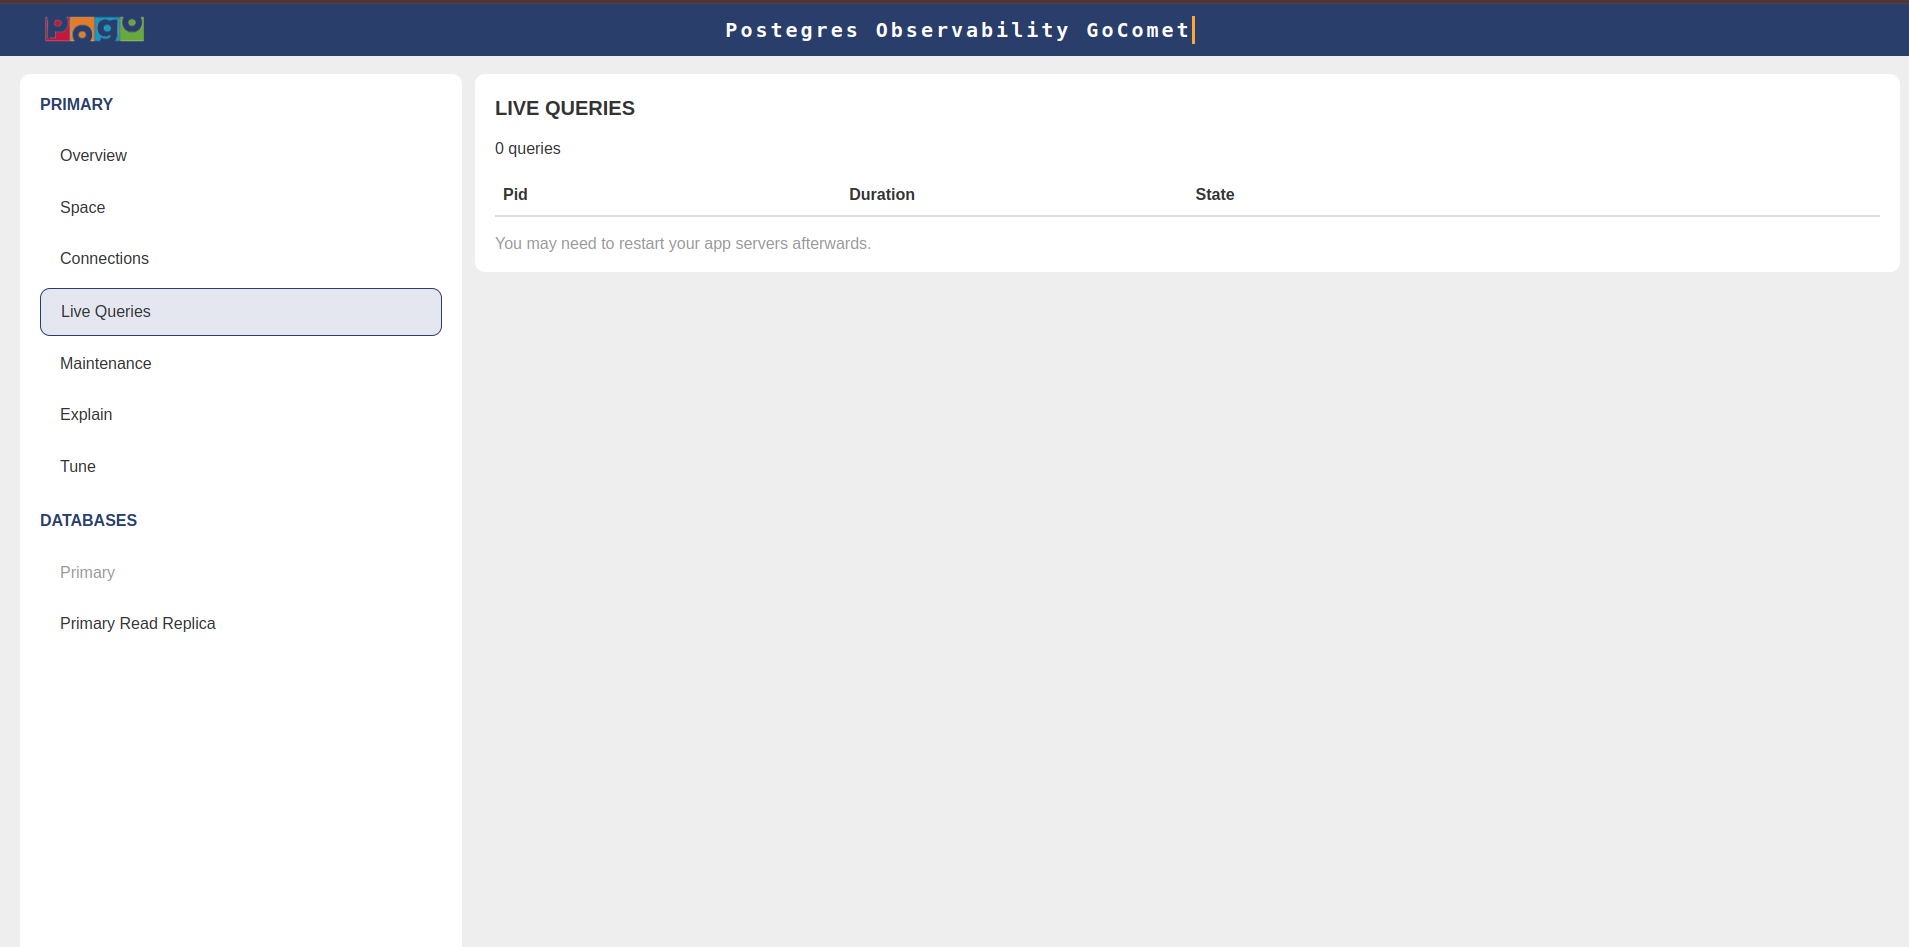 Pogo
Postegres Observability GoComet
PRIMARY
Overview
Space
Connections
Live Queries
Maintenance
Explain
Tune
DATABASES
Primary
Primary Read Replica
LIVE QUERIES
0 queries
Pid Duration State
You may need to restart your app servers afterwards.